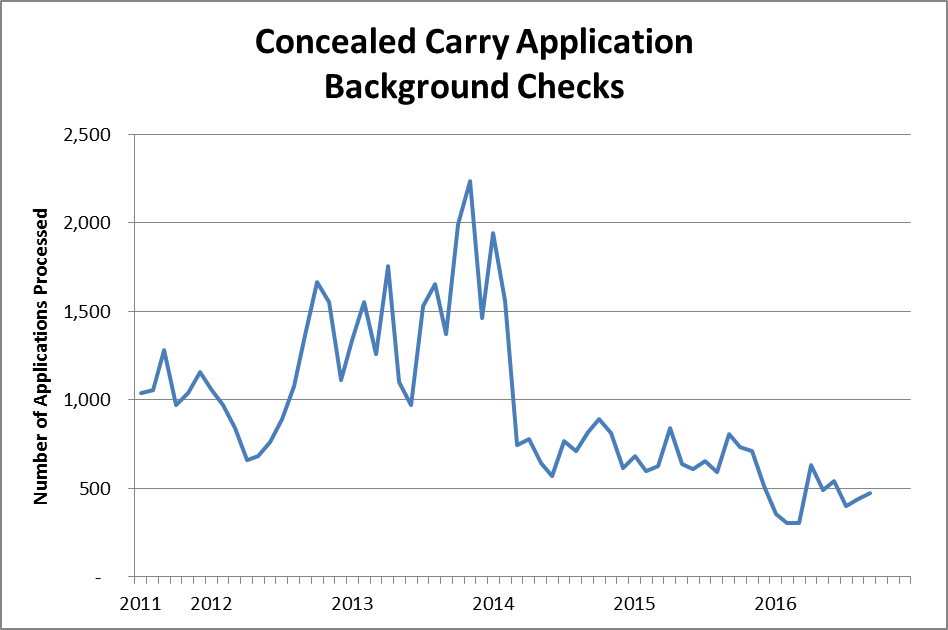 Concealed Carry Application
Background Checks
Number of Applications Processed
2,500
2,000
1,500
1,000
500
-
2011 2012 2013 2014 2015 2016